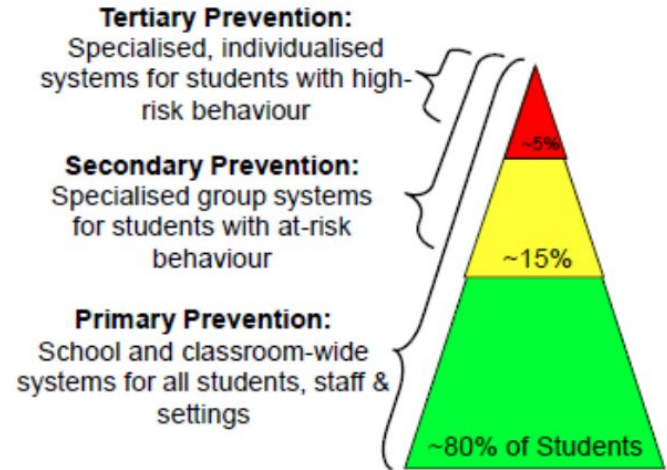 Tertiary Prevention:
Specialised, individualised
systems for students with high-
risk behaviour
~5%
Secondary Prevention:
Specialised group systems
for students with at-risk
behaviour
~15%
Primary Prevention:
School and classroom-wide
systems for all students, staff &
settings
~80% of Students